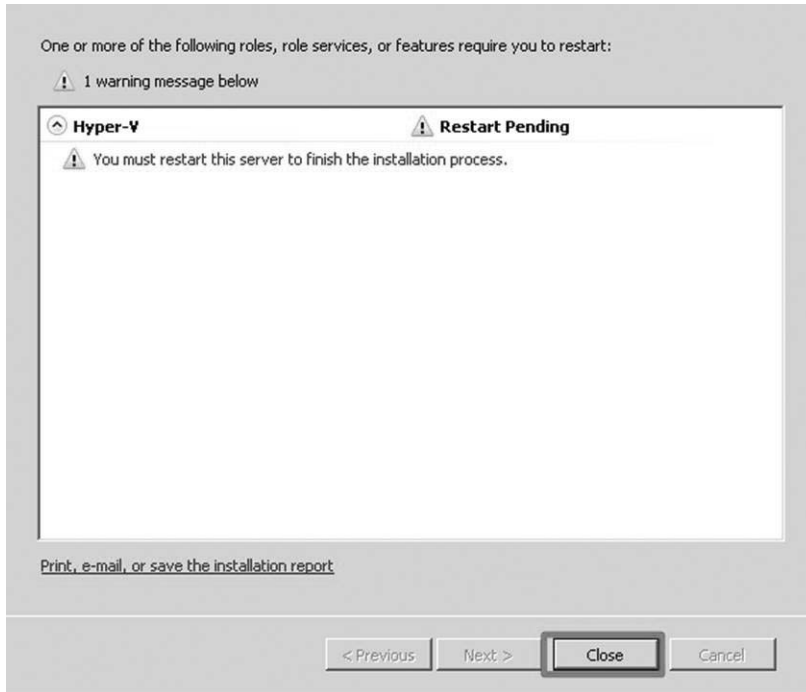 One or more of the following roles, role services, or features require you to restart:
1 warning message below
Hyper-V Restart Pending
You must restart this server to finish the installation process.
Print, e-mail, or save the installation report
< Previous Next > Close Cancel